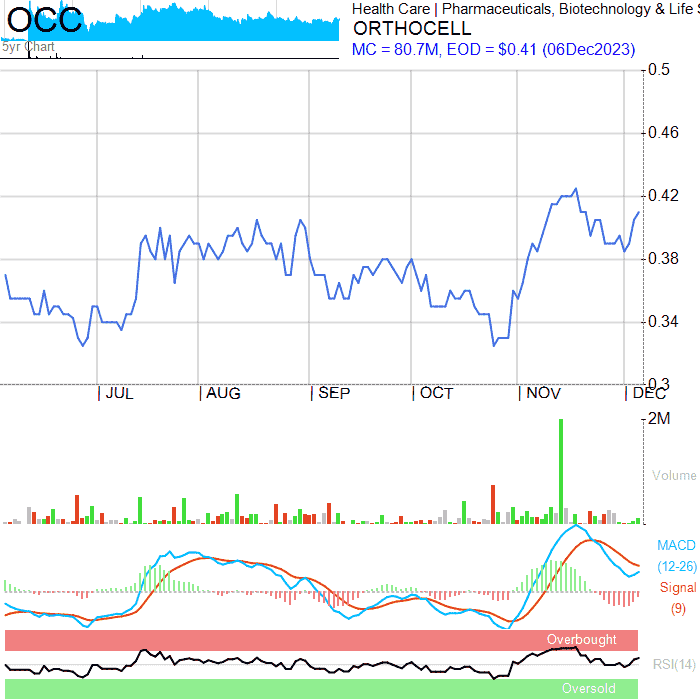 OCC
5yr Chart
Health Care | Pharmaceuticals, Biotechnology & Life S
ORTHOCELL
MC = 80.7M, EOD = $0.41 (06Dec2023)
0.5
0.46
0.42
0.38
0.34
0.3
JUL AUG SEP OCT NOV DEC
2M
Volume
MACD
(12-26)
Signal
(9)
Overbought
RSI(14)
Oversold